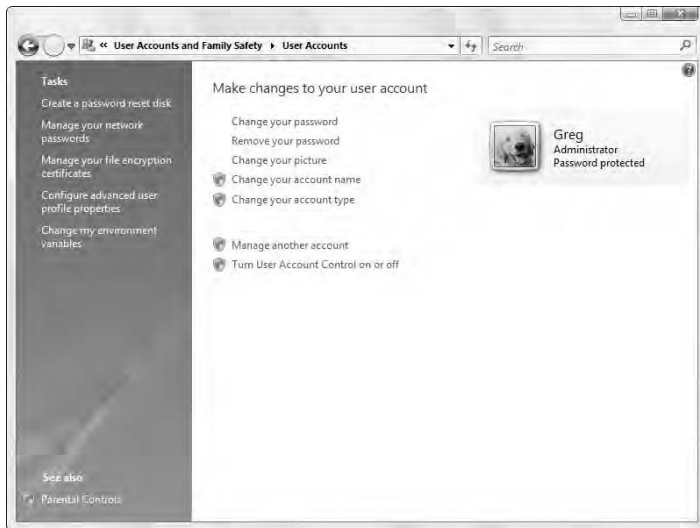 « User Accounts and Family Safety ▸ User Accounts
Search
Tasks
Create a password reset disk
Manage your network
passwords
Manage your file encryption
certificates
Configure advanced user
profile properties
Change my environment
variables
See also
Parental Controls
Make changes to your user account
Change your password
Remove your password
Change your picture
Change your account name
Change your account type
Manage another account
Turn User Account Control on or off
Greg
Administrator
Password protected